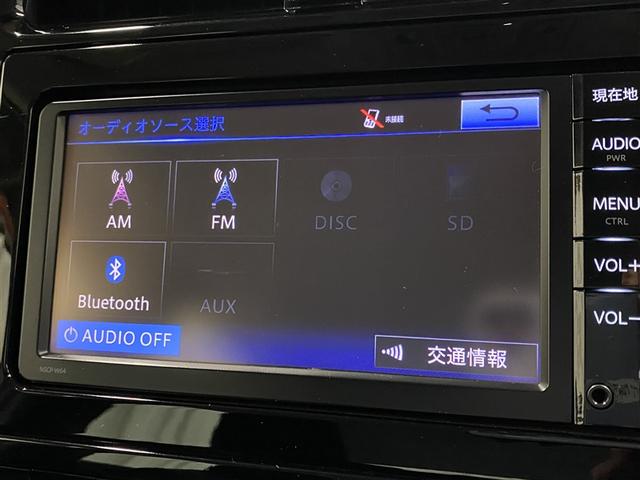 オーディオソース選択
未接続
AM
FM
DISC
SD
Bluetooth
AUX
AUDIO OFF
交通情報
NSCP-W64
現在地
AUDIO
PWR
MENU
CTRL
VOL+
VOL-